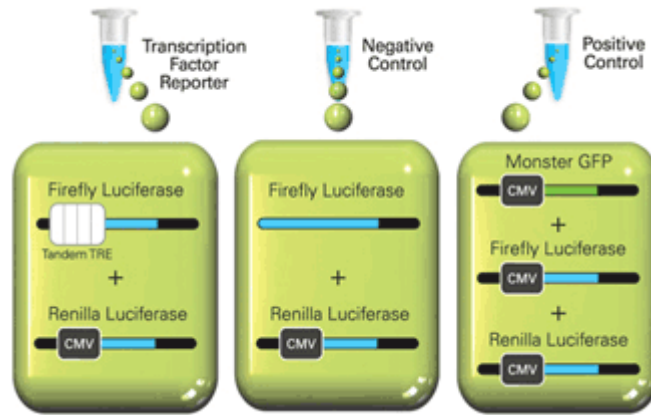 Transcription
Factor
Reporter
Negative
Control
Positive
Control
Firefly Luciferase
Tandem TRE
+
Renilla Luciferase
CMV
Firefly Luciferase
+
Renilla Luciferase
CMV
Monster GFP
CMV
+
Firefly Luciferase
CMV
+
Renilla Luciferase
CMV